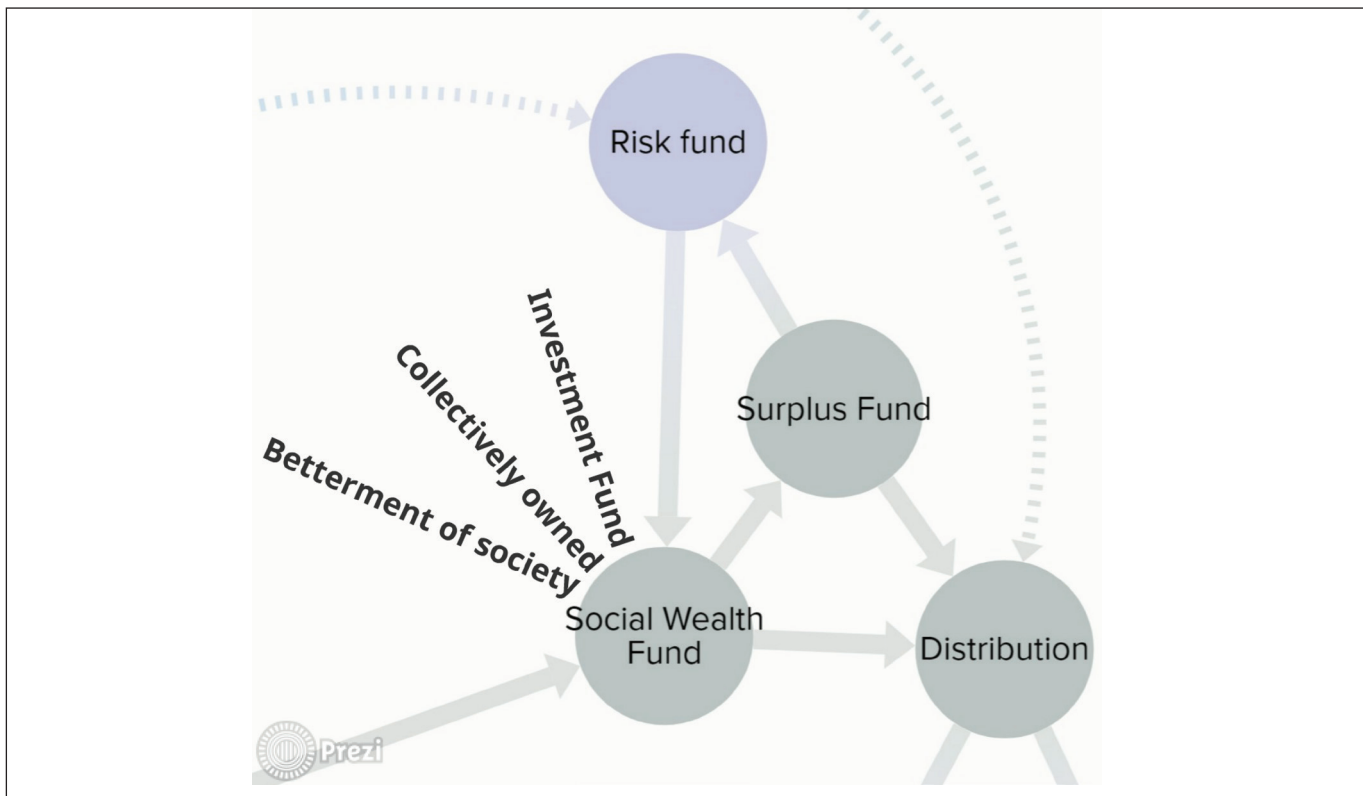 Risk fund
Investment Fund
Collectively owned
Betterment of society
Surplus Fund
Social Wealth
Fund
Distribution
Prezi